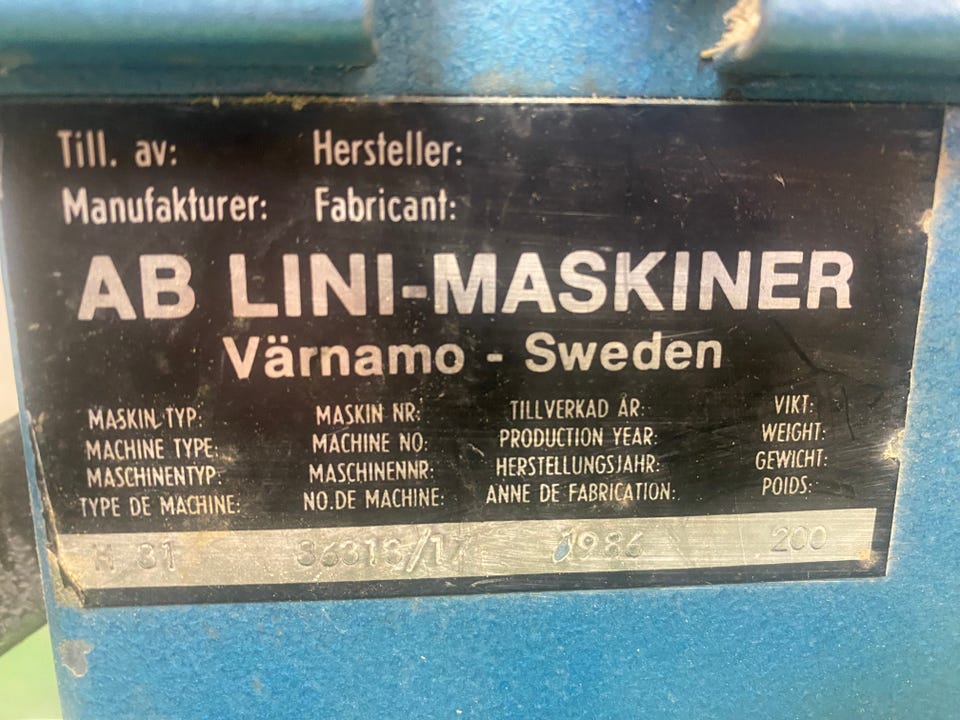 Till. av: Hersteller:
Manufakturer: Fabricant:
AB LINI-MASKINER
Värnamo - Sweden
MASKIN TYP: MASKIN NR: TILLVERKAD ÅR: VIKT:
MACHINE TYPE: MACHINE NO: PRODUCTION YEAR: WEIGHT:
MASCHINENTYP: MASCHINENNR: HERSTELLUNGSJAHR: GEWICHT:
TYPE DE MACHINE: NO.DE MACHINE: ANNE DE FABRICATION: POIDS:
31 1986 200